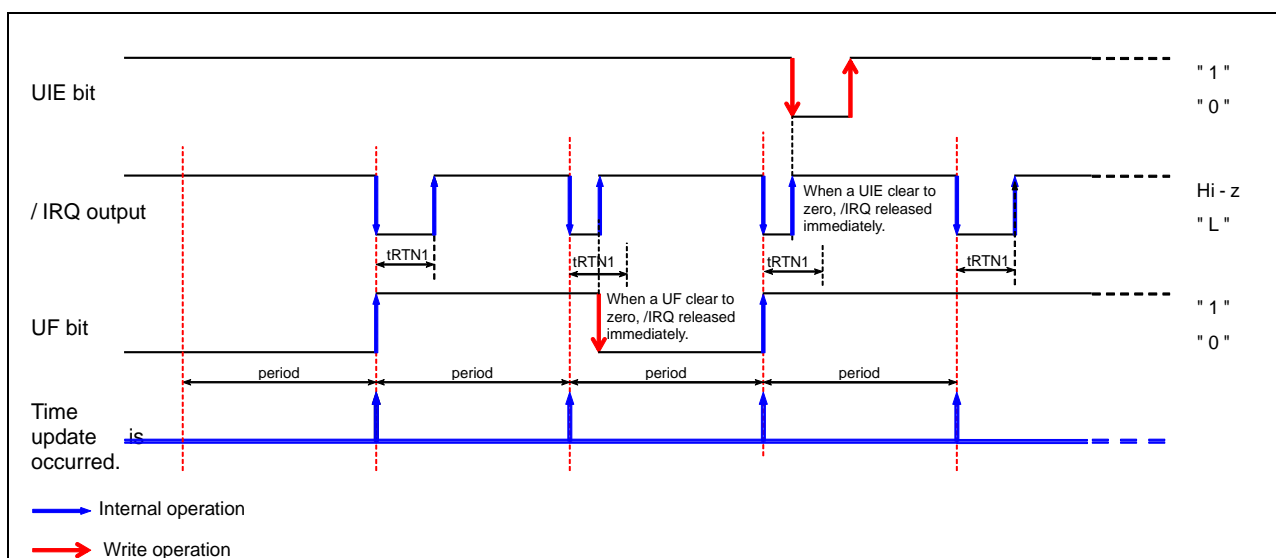 UIE bit
" 1 "
" 0 "
/ IRQ output
When a UIE clear to
zero, /IRQ released
immediately.
Hi - z
" L "
tRTN1
tRTN1
tRTN1
tRTN1
UF bit
When a UF clear to
zero, /IRQ released
immediately.
" 1 "
" 0 "
period
period
period
period
Time
update is
occurred.
Internal operation
Write operation